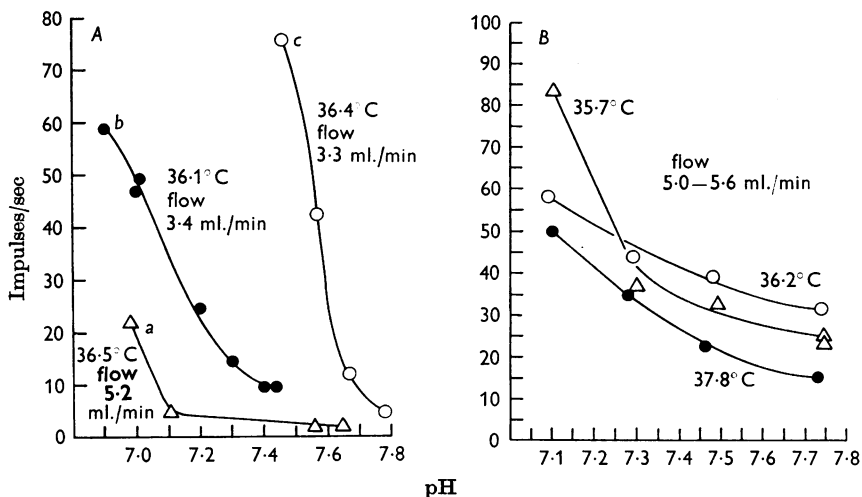 A
80
70
60
50
40
30
20
10
0
Impulses/sec
b
36·1°C
flow
3·4 ml./min
c
36·4°C
flow
3·3 ml./min
a
36·5°C
flow
5·2
ml./min
7·0 7·2 7·4 7·6 7·8
B
100
90
80
70
60
50
40
30
20
10
0
35·7°C
flow
5·0—5·6 ml./min
36·2°C
37·8°C
7·1 7·2 7·3 7·4 7·5 7·6 7·7 7·8
pH